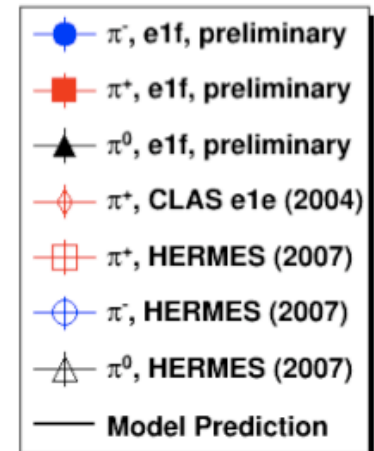 π⁻, e1f, preliminary
π⁺, e1f, preliminary
π⁰, e1f, preliminary
π⁺, CLAS e1e (2004)
π⁺, HERMES (2007)
π⁻, HERMES (2007)
π⁰, HERMES (2007)
Model Prediction